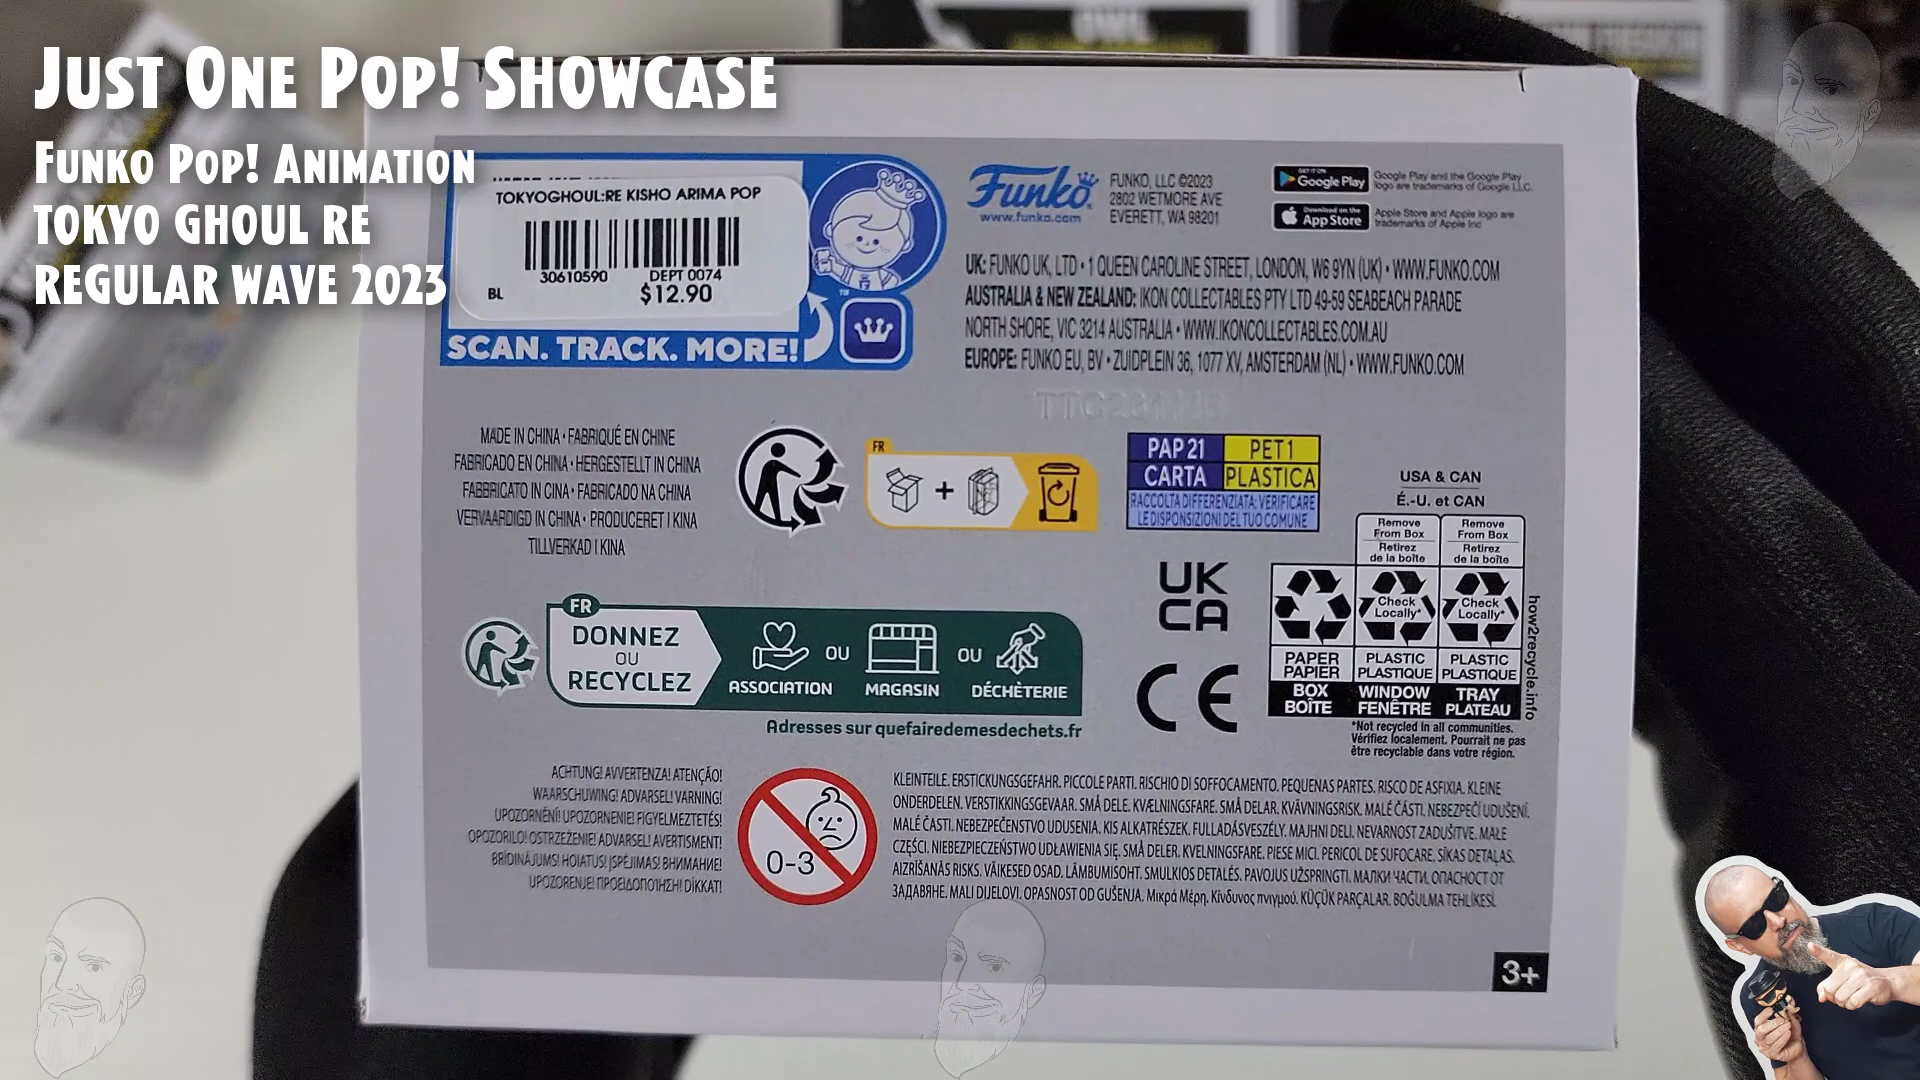 JUST ONE POP! SHOWCASE
FUNKO POP! ANIMATION
TOKYO GHOUL RE
REGULAR WAVE 2023
TOKYOGHOUL:RE KISHO ARIMA POP
30610590 DEPT 0074
BL $12.90
SCAN. TRACK. MORE!
Funko
www.funko.com
FUNKO, LLC ©2023
2802 WETMORE AVE
EVERETT, WA 98201
GET IT ON
Google Play
Google Play and the Google Play
logo are trademarks of Google LLC.
Download on the
App Store
Apple Store and Apple logo are
trademarks of Apple Inc
UK: FUNKO UK, LTD • 1 QUEEN CAROLINE STREET, LONDON, W6 9YN (UK) • WWW.FUNKO.COM
AUSTRALIA & NEW ZEALAND: IKON COLLECTABLES PTY LTD 49-59 SEABEACH PARADE
NORTH SHORE, VIC 3214 AUSTRALIA • WWW.IKONCOLLECTABLES.COM.AU
EUROPE: FUNKO EU, BV • ZUIDPLEIN 36, 1077 XV, AMSTERDAM (NL) • WWW.FUNKO.COM
MADE IN CHINA • FABRIQUÉ EN CHINE
FABRICADO EN CHINA • HERGESTELLT IN CHINA
FABBRICATO IN CINA • FABRICADO NA CHINA
VERVAARDIGD IN CHINA • PRODUCERET I KINA
TILLVERKAD I KINA
FR
+
PAP 21 PET 1
CARTA PLASTICA
RACCOLTA DIFFERENZIATA: VERIFICARE
LE DISPONSIZIONI DEL TUO COMUNE
USA & CAN
É.-U. et CAN
Remove
From Box
Retirez
de la boîte
Remove
From Box
Retirez
de la boîte
Check
Locally*
Check
Locally*
PAPER
PAPIER
BOX
BOÎTE
PLASTIC
PLASTIQUE
WINDOW
FENÊTRE
PLASTIC
PLASTIQUE
TRAY
PLATEAU
how2recycle.info
*Not recycled in all communities.
Vérifiez localement. Pourrait ne pas
être recyclable dans votre région.
UK
CA
CE
FR
DONNEZ
OU
RECYCLEZ
ASSOCIATION OU MAGASIN OU DÉCHÈTERIE
Adresses sur quefairedemesdechets.fr
ACHTUNG! AVVERTENZA! ATENÇÃO!
WAARSCHUWING! ADVARSEL! VARNING!
UPOZORNĚNÍ! UPOZORNENIE! FIGYELMEZTETÉS!
OPOZORILO! OSTRZEŻENIE! ADVARSEL! AVERTISMENT!
BRĪDINĀJUMS! HOIATUS! ĮSPĖJIMAS! ВНИМАНИЕ!
UPOZORENJE! ΠΡΟΕΙΔΟΠΟΊΗΣΗ! DİKKAT!
0-3
KLEINTEILE. ERSTICKUNGSGEFAHR. PICCOLE PARTI. RISCHIO DI SOFFOCAMENTO. PEQUENAS PARTES. RISCO DE ASFIXIA. KLEINE
ONDERDELEN. VERSTIKKINGSGEVAAR. SMÅ DELE. KVÆLNINGSFARE. SMÅ DELAR. KVÄVNINGSRISK. MALÉ ČÁSTI. NEBEZPEČÍ UDUŠENÍ.
MALÉ ČASTI. NEBEZPEČENSTVO UDUSENIA. KIS ALKATRÉSZEK. FULLADÁSVESZÉLY. MAJHNI DELI. NEVARNOST ZADUŠITVE. MAŁE
CZĘŚCI. NIEBEZPIECZEŃSTWO UDŁAWIENIA SIĘ. SMÅ DELER. KVELNINGSFARE. PIESE MICI. PERICOL DE SUFOCARE. SĪKAS DETAĻAS.
AIZRĪŠANĀS RISKS. VÄIKESED OSAD. LÄMBUMISOHT. SMULKIOS DETALĖS. PAVOJUS UŽSPRINGTI. МАЛКИ ЧАСТИ. ОПАСНОСТ ОТ
ЗАДАВЯНЕ. MALI DIJELOVI. OPASNOST OD GUŠENJA. Μικρά Μέρη. Κίνδυνος πνιγμού. KÜÇÜK PARÇALAR. BOĞULMA TEHLİKESİ.
3+